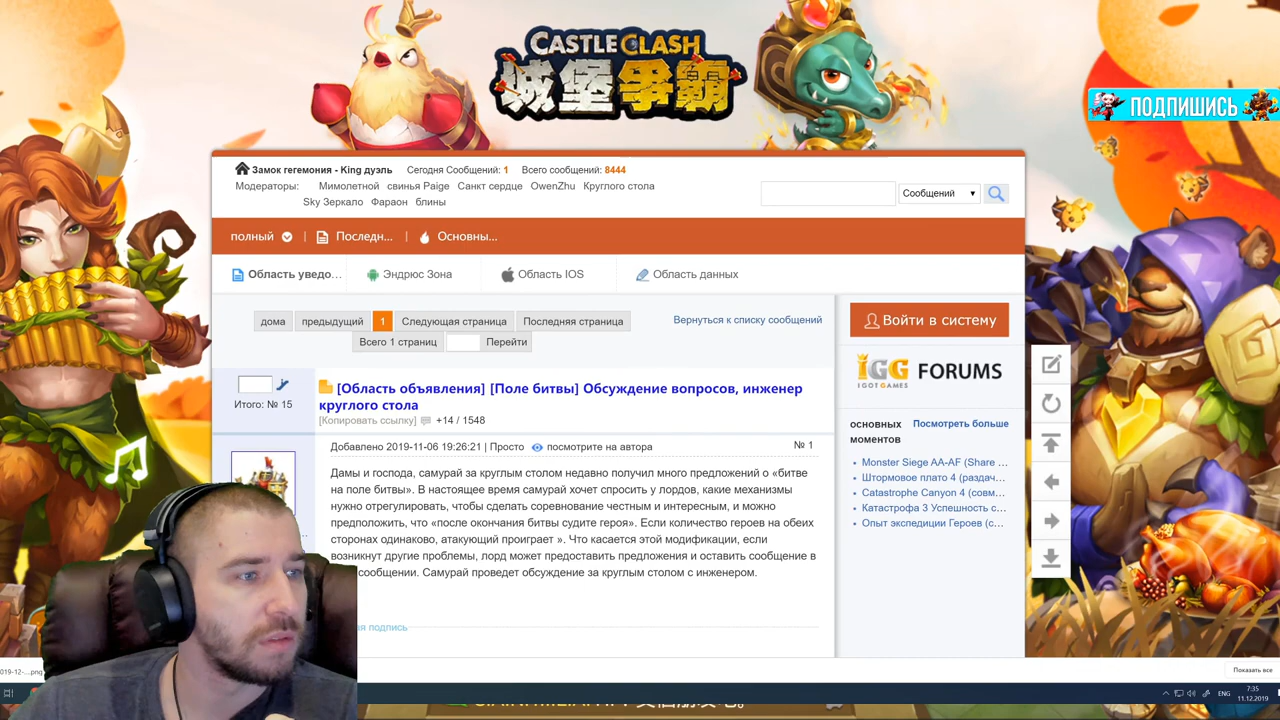 CASTLE CLASH
城堡争霸
ПОДПИШИСЬ
Замок гегемония - King дуэль Сегодня Сообщений: 1 Всего сообщений: 8444
Модераторы: Мимолетной свинья Paige Санкт сердце OwenZhu Круглого стола
Sky Зеркало Фараон блины
Сообщений
полный | Последн... | Основны...
Область уведо... Эндрюс Зона Область IOS Область данных
дома предыдущий 1 Следующая страница Последняя страница
Всего 1 страниц Перейти
Вернуться к списку сообщений
Войти в систему
IGG FORUMS
I GOT GAMES
Итого: № 15
[Область объявления] [Поле битвы] Обсуждение вопросов, инженер
круглого стола
[Копировать ссылку] +14 / 1548
Добавлено 2019-11-06 19:26:21 | Просто посмотрите на автора № 1
Дамы и господа, самурай за круглым столом недавно получил много предложений о «битве
на поле битвы». В настоящее время самурай хочет спросить у лордов, какие механизмы
нужно отрегулировать, чтобы сделать соревнование честным и интересным, и можно
предположить, что «после окончания битвы судите героя». Если количество героев на обеих
сторонах одинаково, атакующий проиграет ». Что касается этой модификации, если
возникнут другие проблемы, лорд может предоставить предложения и оставить сообщение в
сообщении. Самурай проведет обсуждение за круглым столом с инженером.
подпись
основных
моментов
Посмотреть больше
Monster Siege AA-AF (Share ...
Штормовое плато 4 (раздач...
Catastrophe Canyon 4 (совм...
Катастрофа 3 Успешность с...
Опыт экспедиции Героев (с...
019-12-...png
Показать все
ENG
7:35
11.12.2019